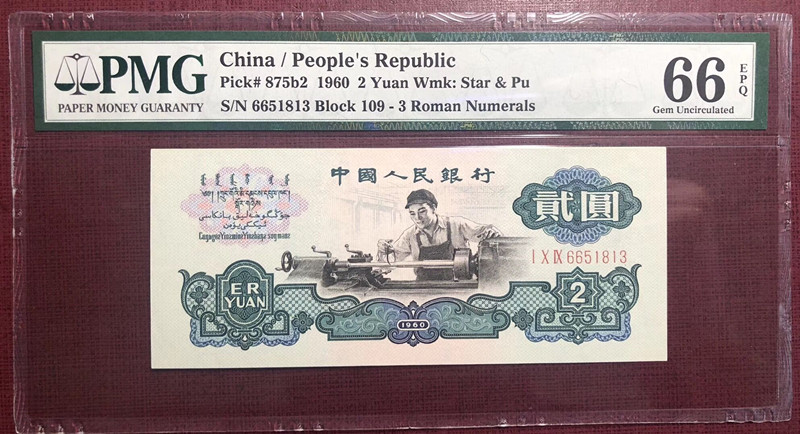 PMG
PAPER MONEY GUARANTY
China / People's Republic
Pick# 875b2 1960 2 Yuan Wmk: Star & Pu
S/N 6651813 Block 109 - 3 Roman Numerals
66 EPQ
Gem Uncirculated
中國人民銀行
貳圓
I X IX 6651813
ER
YUAN
2
1960